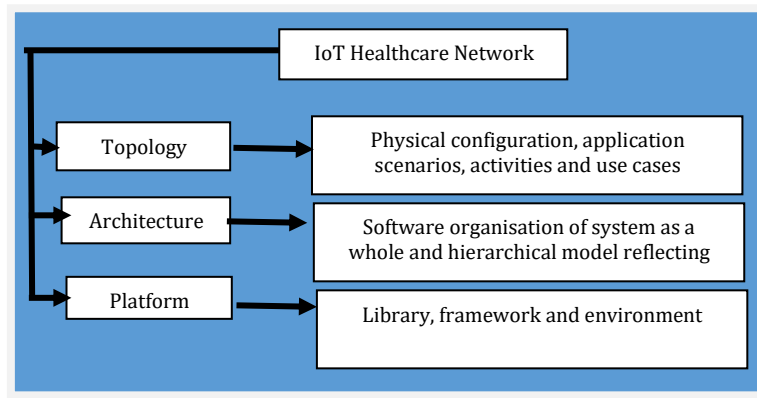 IoT Healthcare Network
Topology
Physical configuration, application
scenarios, activities and use cases
Architecture
Software organisation of system as a
whole and hierarchical model reflecting
Platform
Library, framework and environment